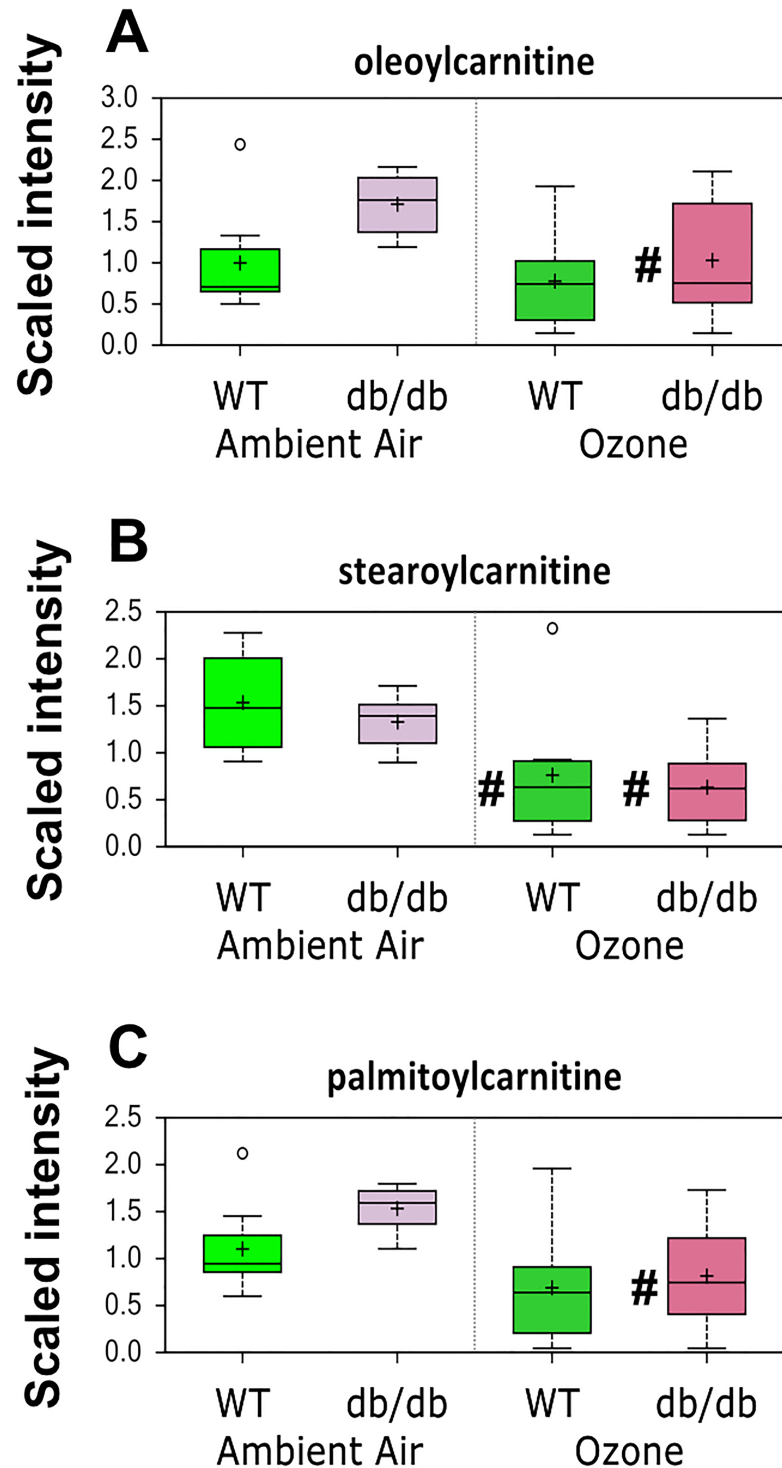 A
oleoylcarnitine
Scaled intensity
3.0
2.5
2.0
1.5
1.0
0.5
0.0
#
WT db/db WT db/db
Ambient Air Ozone
B
stearoylcarnitine
Scaled intensity
2.5
2.0
1.5
1.0
0.5
0.0
# #
WT db/db WT db/db
Ambient Air Ozone
C
palmitoylcarnitine
Scaled intensity
2.5
2.0
1.5
1.0
0.5
0.0
#
WT db/db WT db/db
Ambient Air Ozone